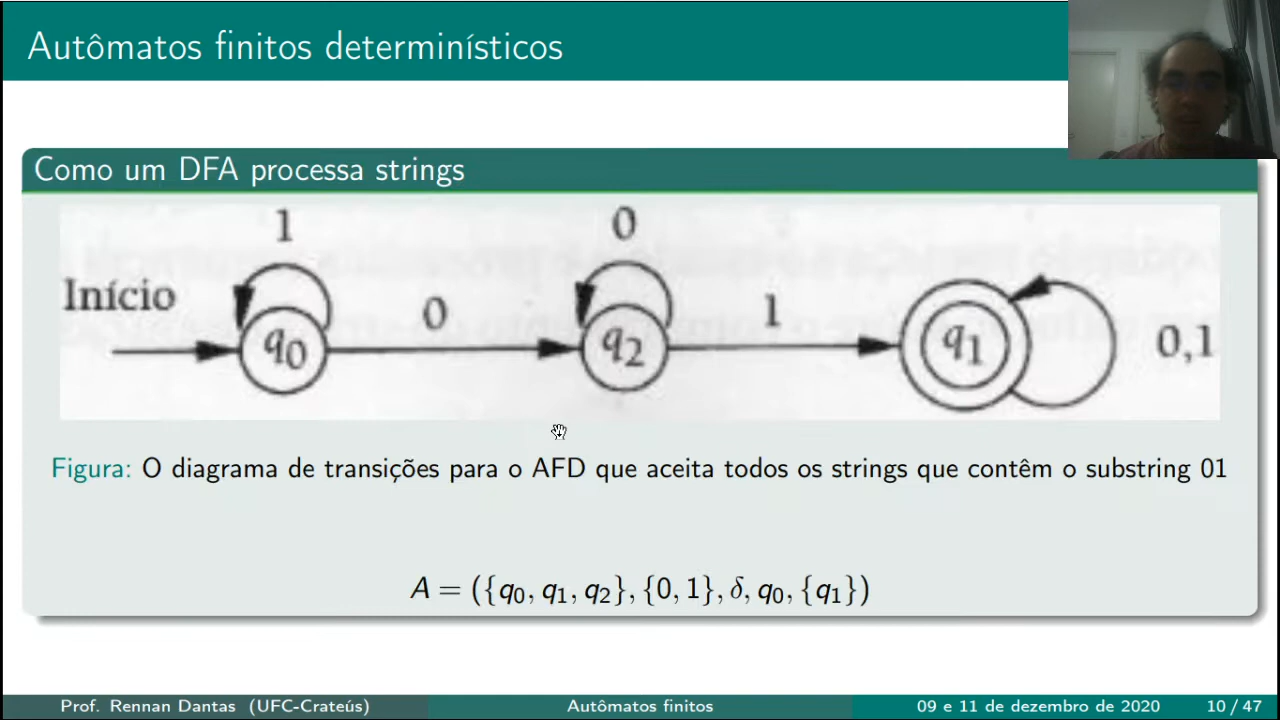 Autômatos finitos determinísticos
Como um DFA processa strings
1 0
Início 0 1 0,1
q0 q2 q1
Figura: O diagrama de transições para o AFD que aceita todos os strings que contêm o substring 01
A = ({q0, q1, q2}, {0, 1}, δ, q0, {q1})
Prof. Rennan Dantas (UFC-Crateús) Autômatos finitos 09 e 11 de dezembro de 2020 10 / 47